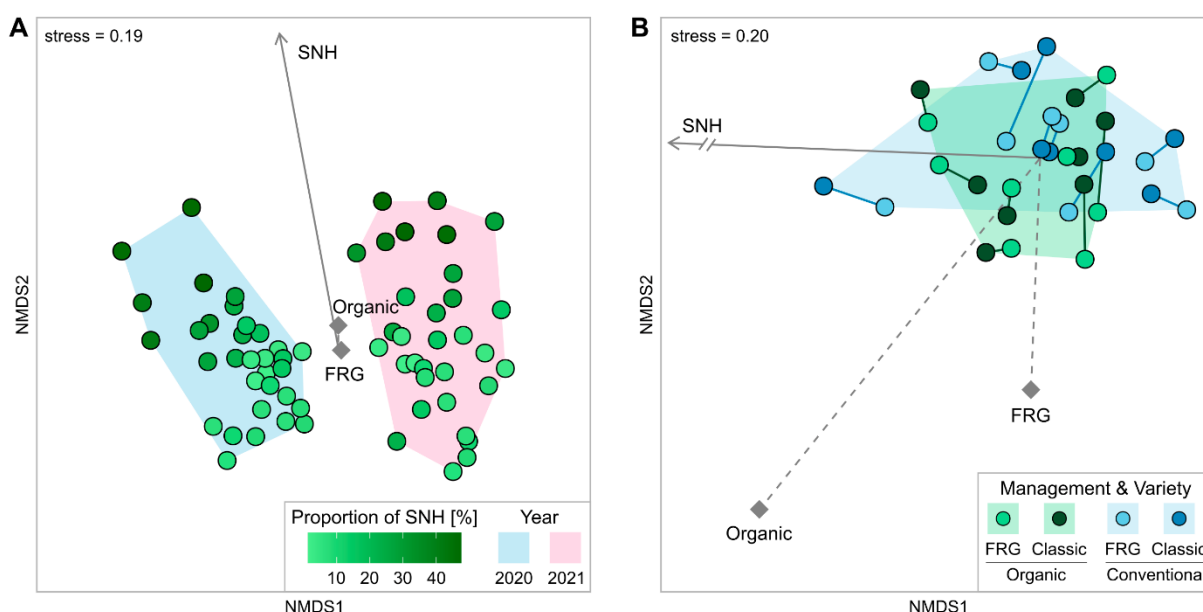 A
stress = 0.19
SNH
Organic
FRG
NMDS2
NMDS1
Proportion of SNH [%]
10 20 30 40
Year
2020 2021
B
stress = 0.20
SNH
FRG
Organic
NMDS2
NMDS1
Management & Variety
FRG Classic FRG Classic
Organic Conventional